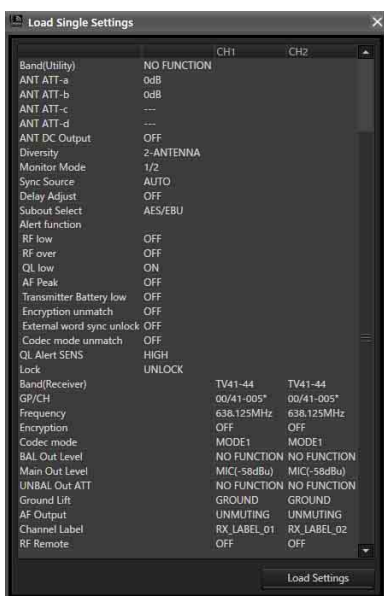 Load Single Settings
CH1 CH2
Band(Utility) NO FUNCTION
ANT ATT-a 0dB
ANT ATT-b 0dB
ANT ATT-c ---
ANT ATT-d ---
ANT DC Output OFF
Diversity 2-ANTENNA
Monitor Mode 1/2
Sync Source AUTO
Delay Adjust OFF
Subout Select AES/EBU
Alert function
RF low OFF
RF over OFF
QL low ON
AF Peak OFF
Transmitter Battery low OFF
Encryption unmatch OFF
External word sync unlock OFF
Codec mode unmatch OFF
QL Alert SENS HIGH
Lock UNLOCK
Band(Receiver) TV41-44 TV41-44
GP/CH 00/41-005* 00/41-005*
Frequency 638.125MHz 638.125MHz
Encryption OFF OFF
Codec mode MODE1 MODE1
BAL Out Level NO FUNCTION NO FUNCTION
Main Out Level MIC(-58dBu) MIC(-58dBu)
UNBAL Out ATT NO FUNCTION NO FUNCTION
Ground Lift GROUND GROUND
AF Output UNMUTING UNMUTING
Channel Label RX_LABEL_01 RX_LABEL_02
RF Remote OFF OFF
Load Settings